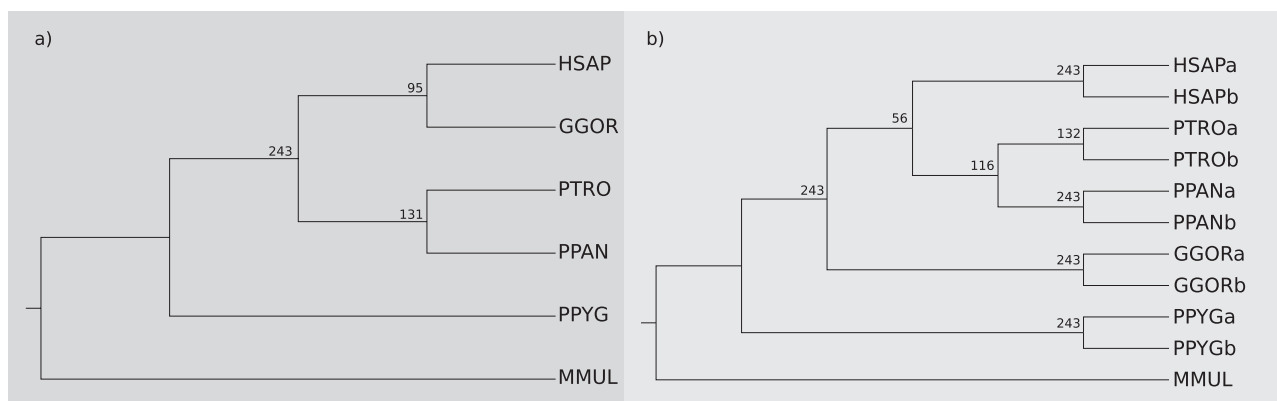 a)
HSAP
95
GGOR
243
PTRO
131
PPAN
PPYG
MMUL
b)
HSAPa
243
HSAPb
56
PTROa
132
PTROb
116
PPANa
243
243
PPANb
GGORa
243
GGORb
PPYGa
243
PPYGb
MMUL